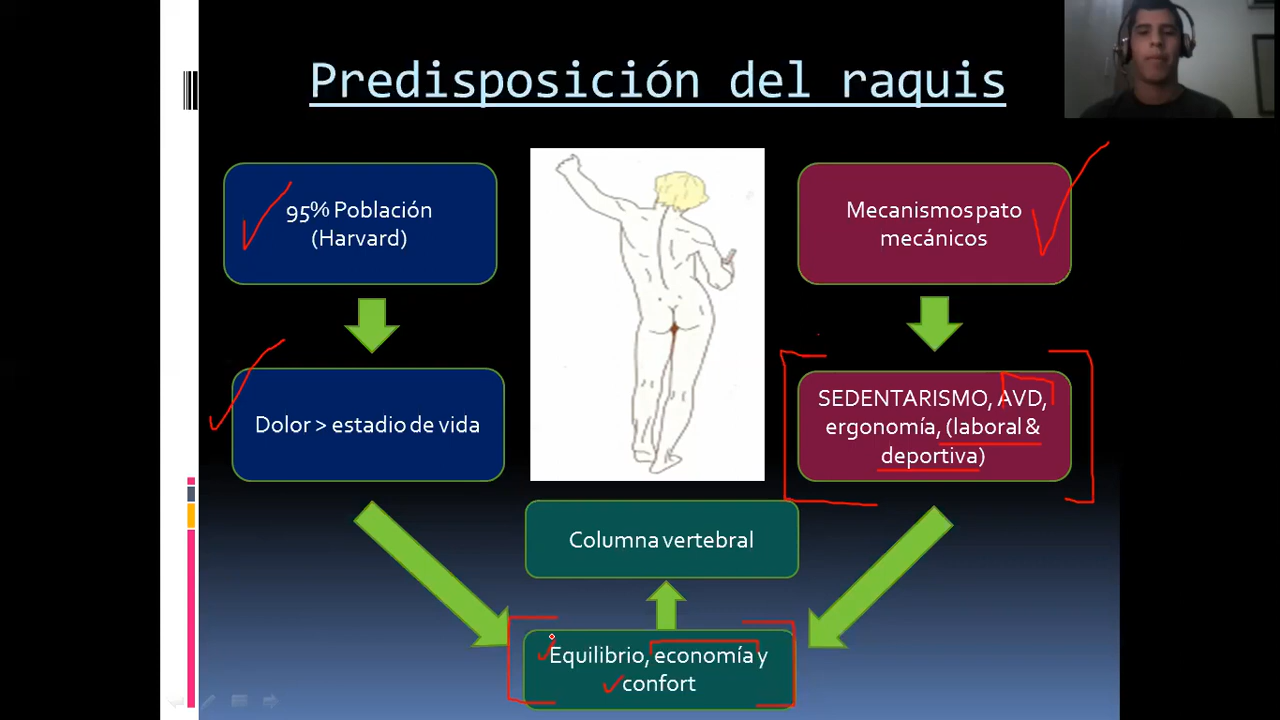 Predisposición del raquis
95% Población
(Harvard)
Dolor > estadio de vida
Mecanismos pato
mecánicos
SEDENTARISMO, AVD,
ergonomía, (laboral &
deportiva)
Columna vertebral
Equilibrio, economía y
confort